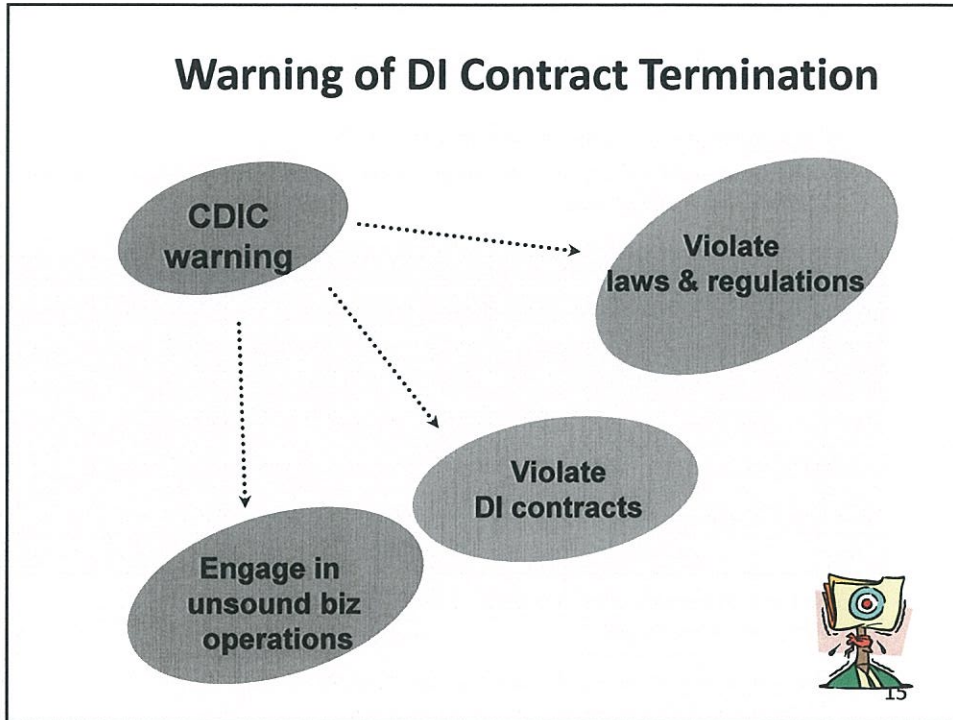 Warning of DI Contract Termination
CDIC
warning
Violate
laws & regulations
Violate
DI contracts
Engage in
unsound biz
operations
15